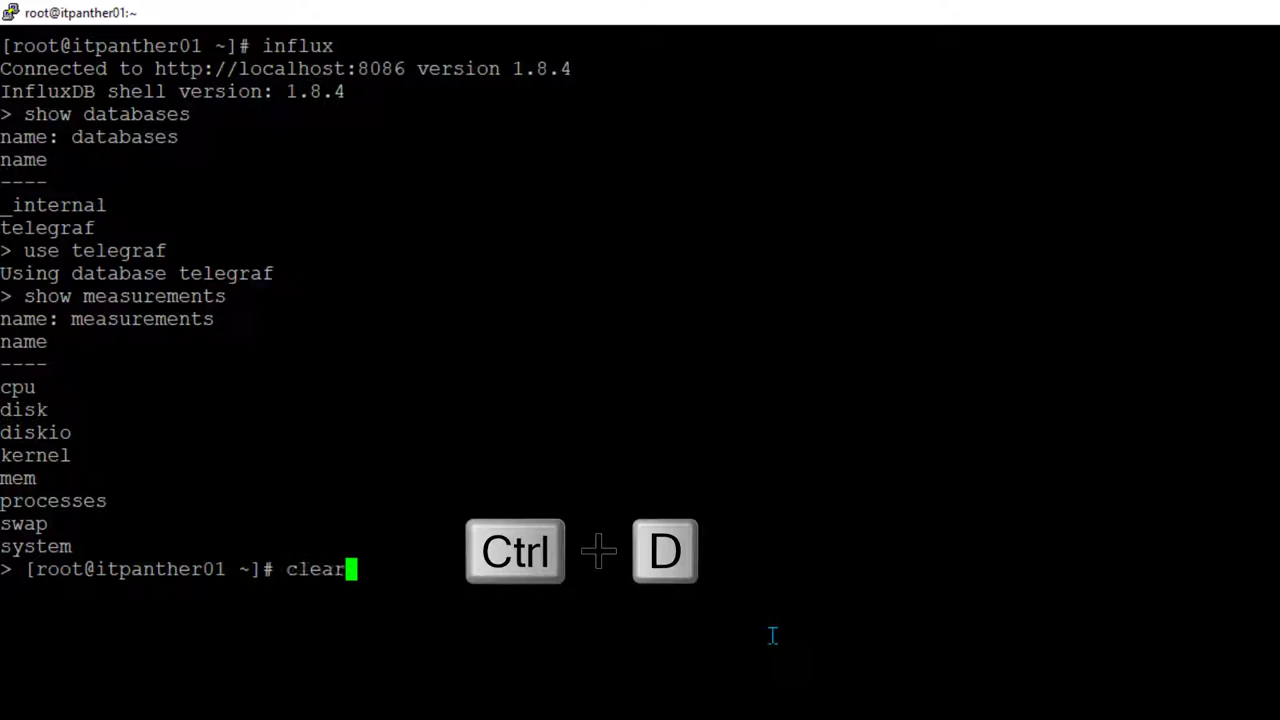 root@itpanther01:~
[root@itpanther01 ~]# influx
Connected to http://localhost:8086 version 1.8.4
InfluxDB shell version: 1.8.4
> show databases
name: databases
name
----
_internal
telegraf
> use telegraf
Using database telegraf
> show measurements
name: measurements
name
----
cpu
disk
diskio
kernel
mem
processes
swap
system
> [root@itpanther01 ~]# clear
Ctrl + D